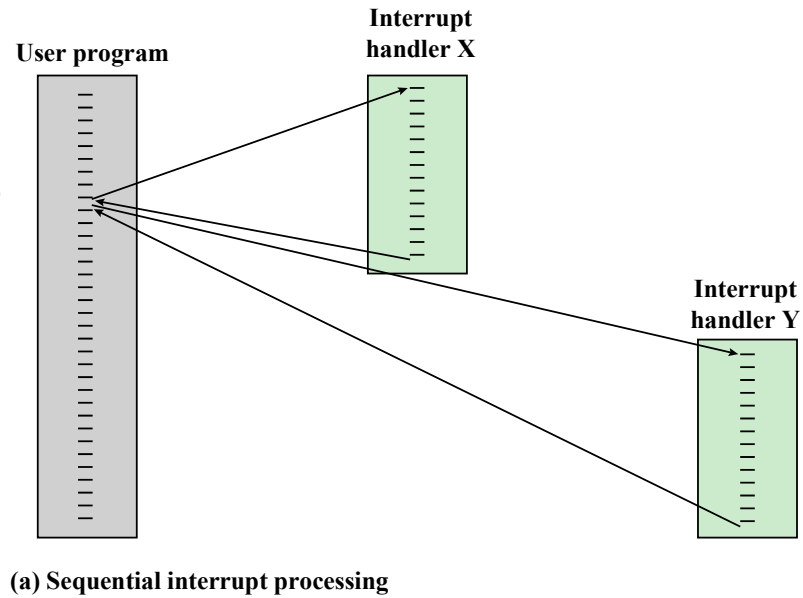 User program
Interrupt
handler X
Interrupt
handler Y
(a) Sequential interrupt processing